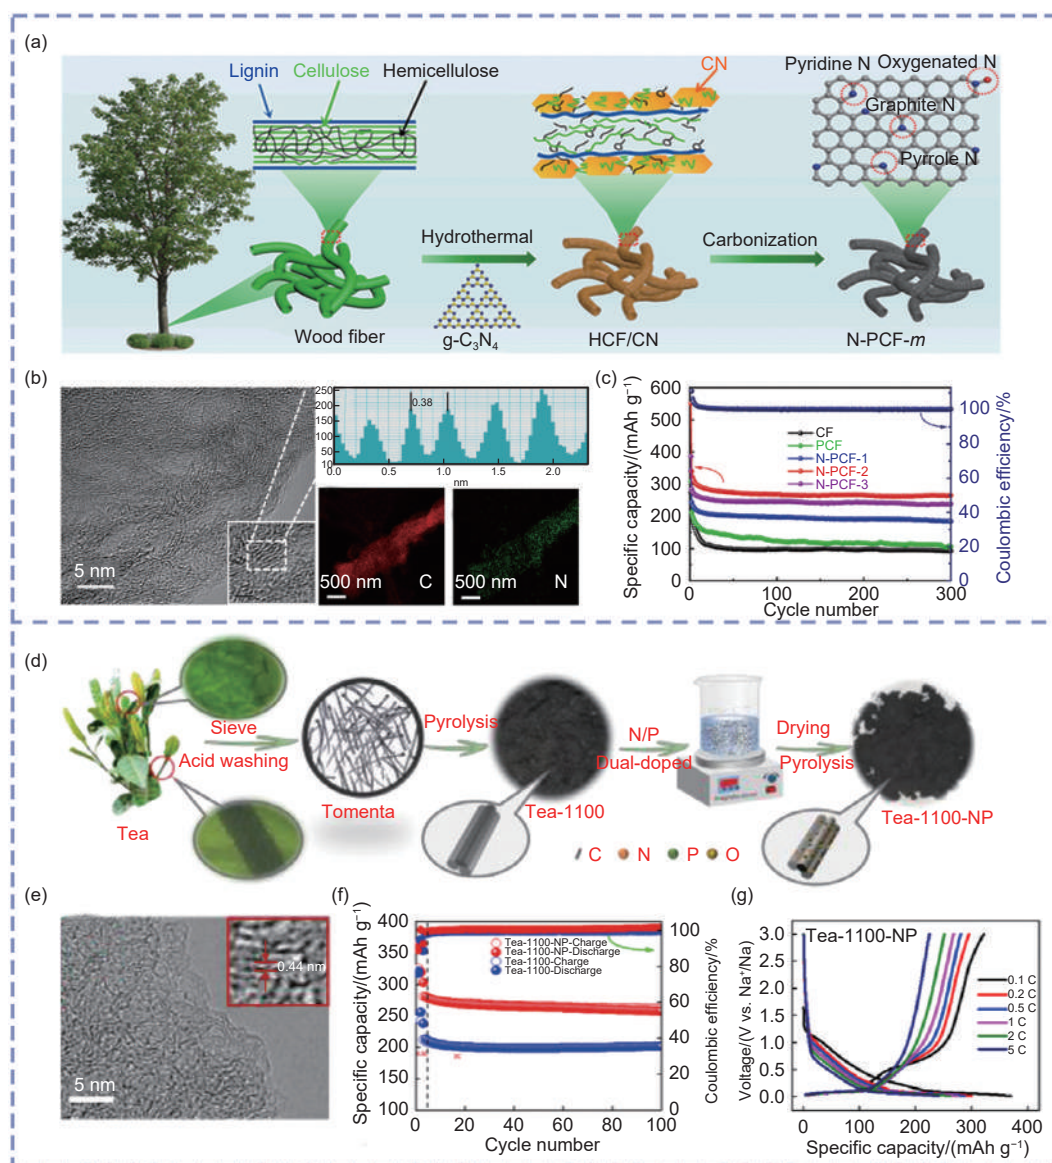 (a)
Lignin Cellulose Hemicellulose
CN
Pyridine N Oxygenated N
Graphite N
Pyrrole N
Hydrothermal
Carbonization
Wood fiber
g-C₃N₄
HCF/CN
N-PCF-m
(b)
5 nm
250
200
150
100
50
10
0.38
0.0 0.5 1.0 1.5 2.0
nm
500 nm C
500 nm N
(c)
Specific capacity/(mAh g⁻¹)
600
500
400
300
200
100
0
CF
PCF
N-PCF-1
N-PCF-2
N-PCF-3
100
80
60
40
20
0
Coulombic efficiency/%
0 100 200 300
Cycle number
(d)
Tea
Sieve
Acid washing
Tomenta
Pyrolysis
Tea-1100
N/P
Dual-doped
Drying
Pyrolysis
Tea-1100-NP
C N P O
(e)
0.44 nm
5 nm
(f)
Specific capacity/(mAh g⁻¹)
400
350
300
250
200
150
100
Tea-1100-NP-Charge
Tea-1100-NP-Discharge
Tea-1100-Charge
Tea-1100-Discharge
100
80
60
40
20
0
Coulombic efficiency/%
0 20 40 60 80 100
Cycle number
(g)
Tea-1100-NP
Voltage/(V vs. Na⁺/Na)
3.0
2.5
2.0
1.5
1.0
0.5
0.0
0.1 C
0.2 C
0.5 C
1 C
2 C
5 C
0 100 200 300 400
Specific capacity/(mAh g⁻¹)